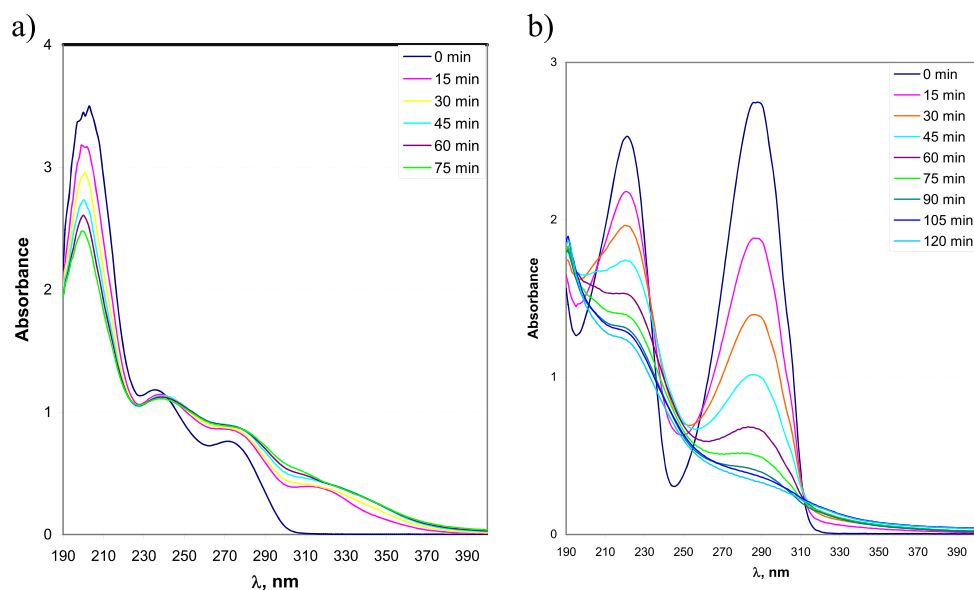 a)
4
3
2
1
0
Absorbance
190 210 230 250 270 290 310 330 350 370 390
λ, nm
0 min
15 min
30 min
45 min
60 min
75 min
b)
3
2
1
0
Absorbance
190 210 230 250 270 290 310 330 350 370 390
λ, nm
0 min
15 min
30 min
45 min
60 min
75 min
90 min
105 min
120 min